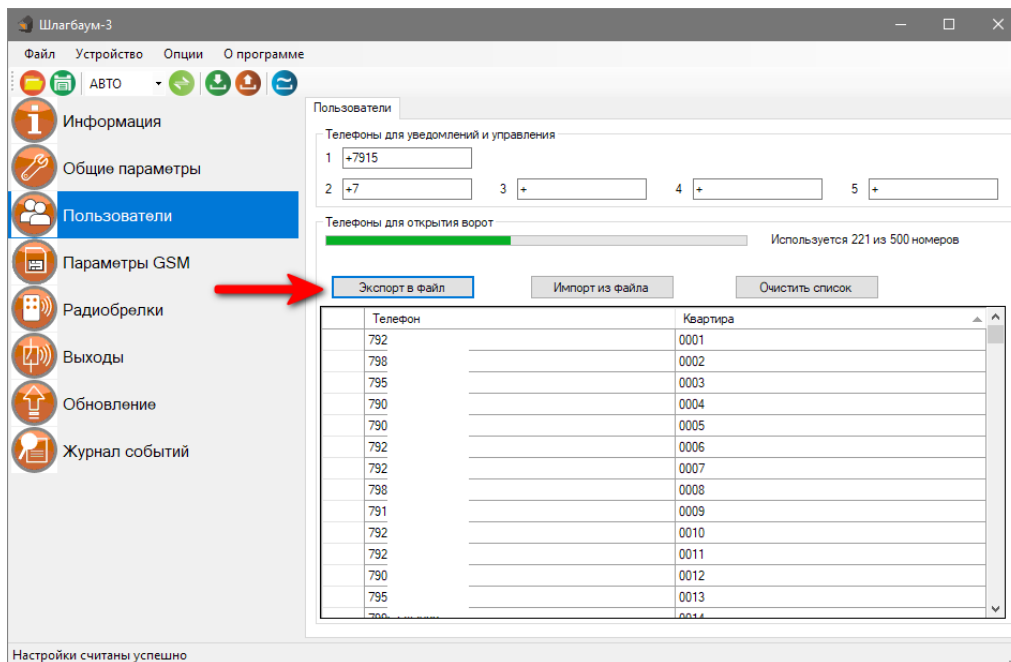 Шлагбаум-3
Файл Устройство Опции О программе
АВТО
Информация
Общие параметры
Пользователи
Параметры GSM
Радиобрелки
Выходы
Обновление
Журнал событий
Пользователи
Телефоны для уведомлений и управления
1 +7915
2 +7 3 + 4 + 5 +
Телефоны для открытия ворот
Используется 221 из 500 номеров
Экспорт в файл Импорт из файла Очистить список
Телефон Квартира
792 0001
798 0002
795 0003
790 0004
790 0005
792 0006
792 0007
798 0008
791 0009
792 0010
792 0011
790 0012
795 0013
0014
Настройки считаны успешно